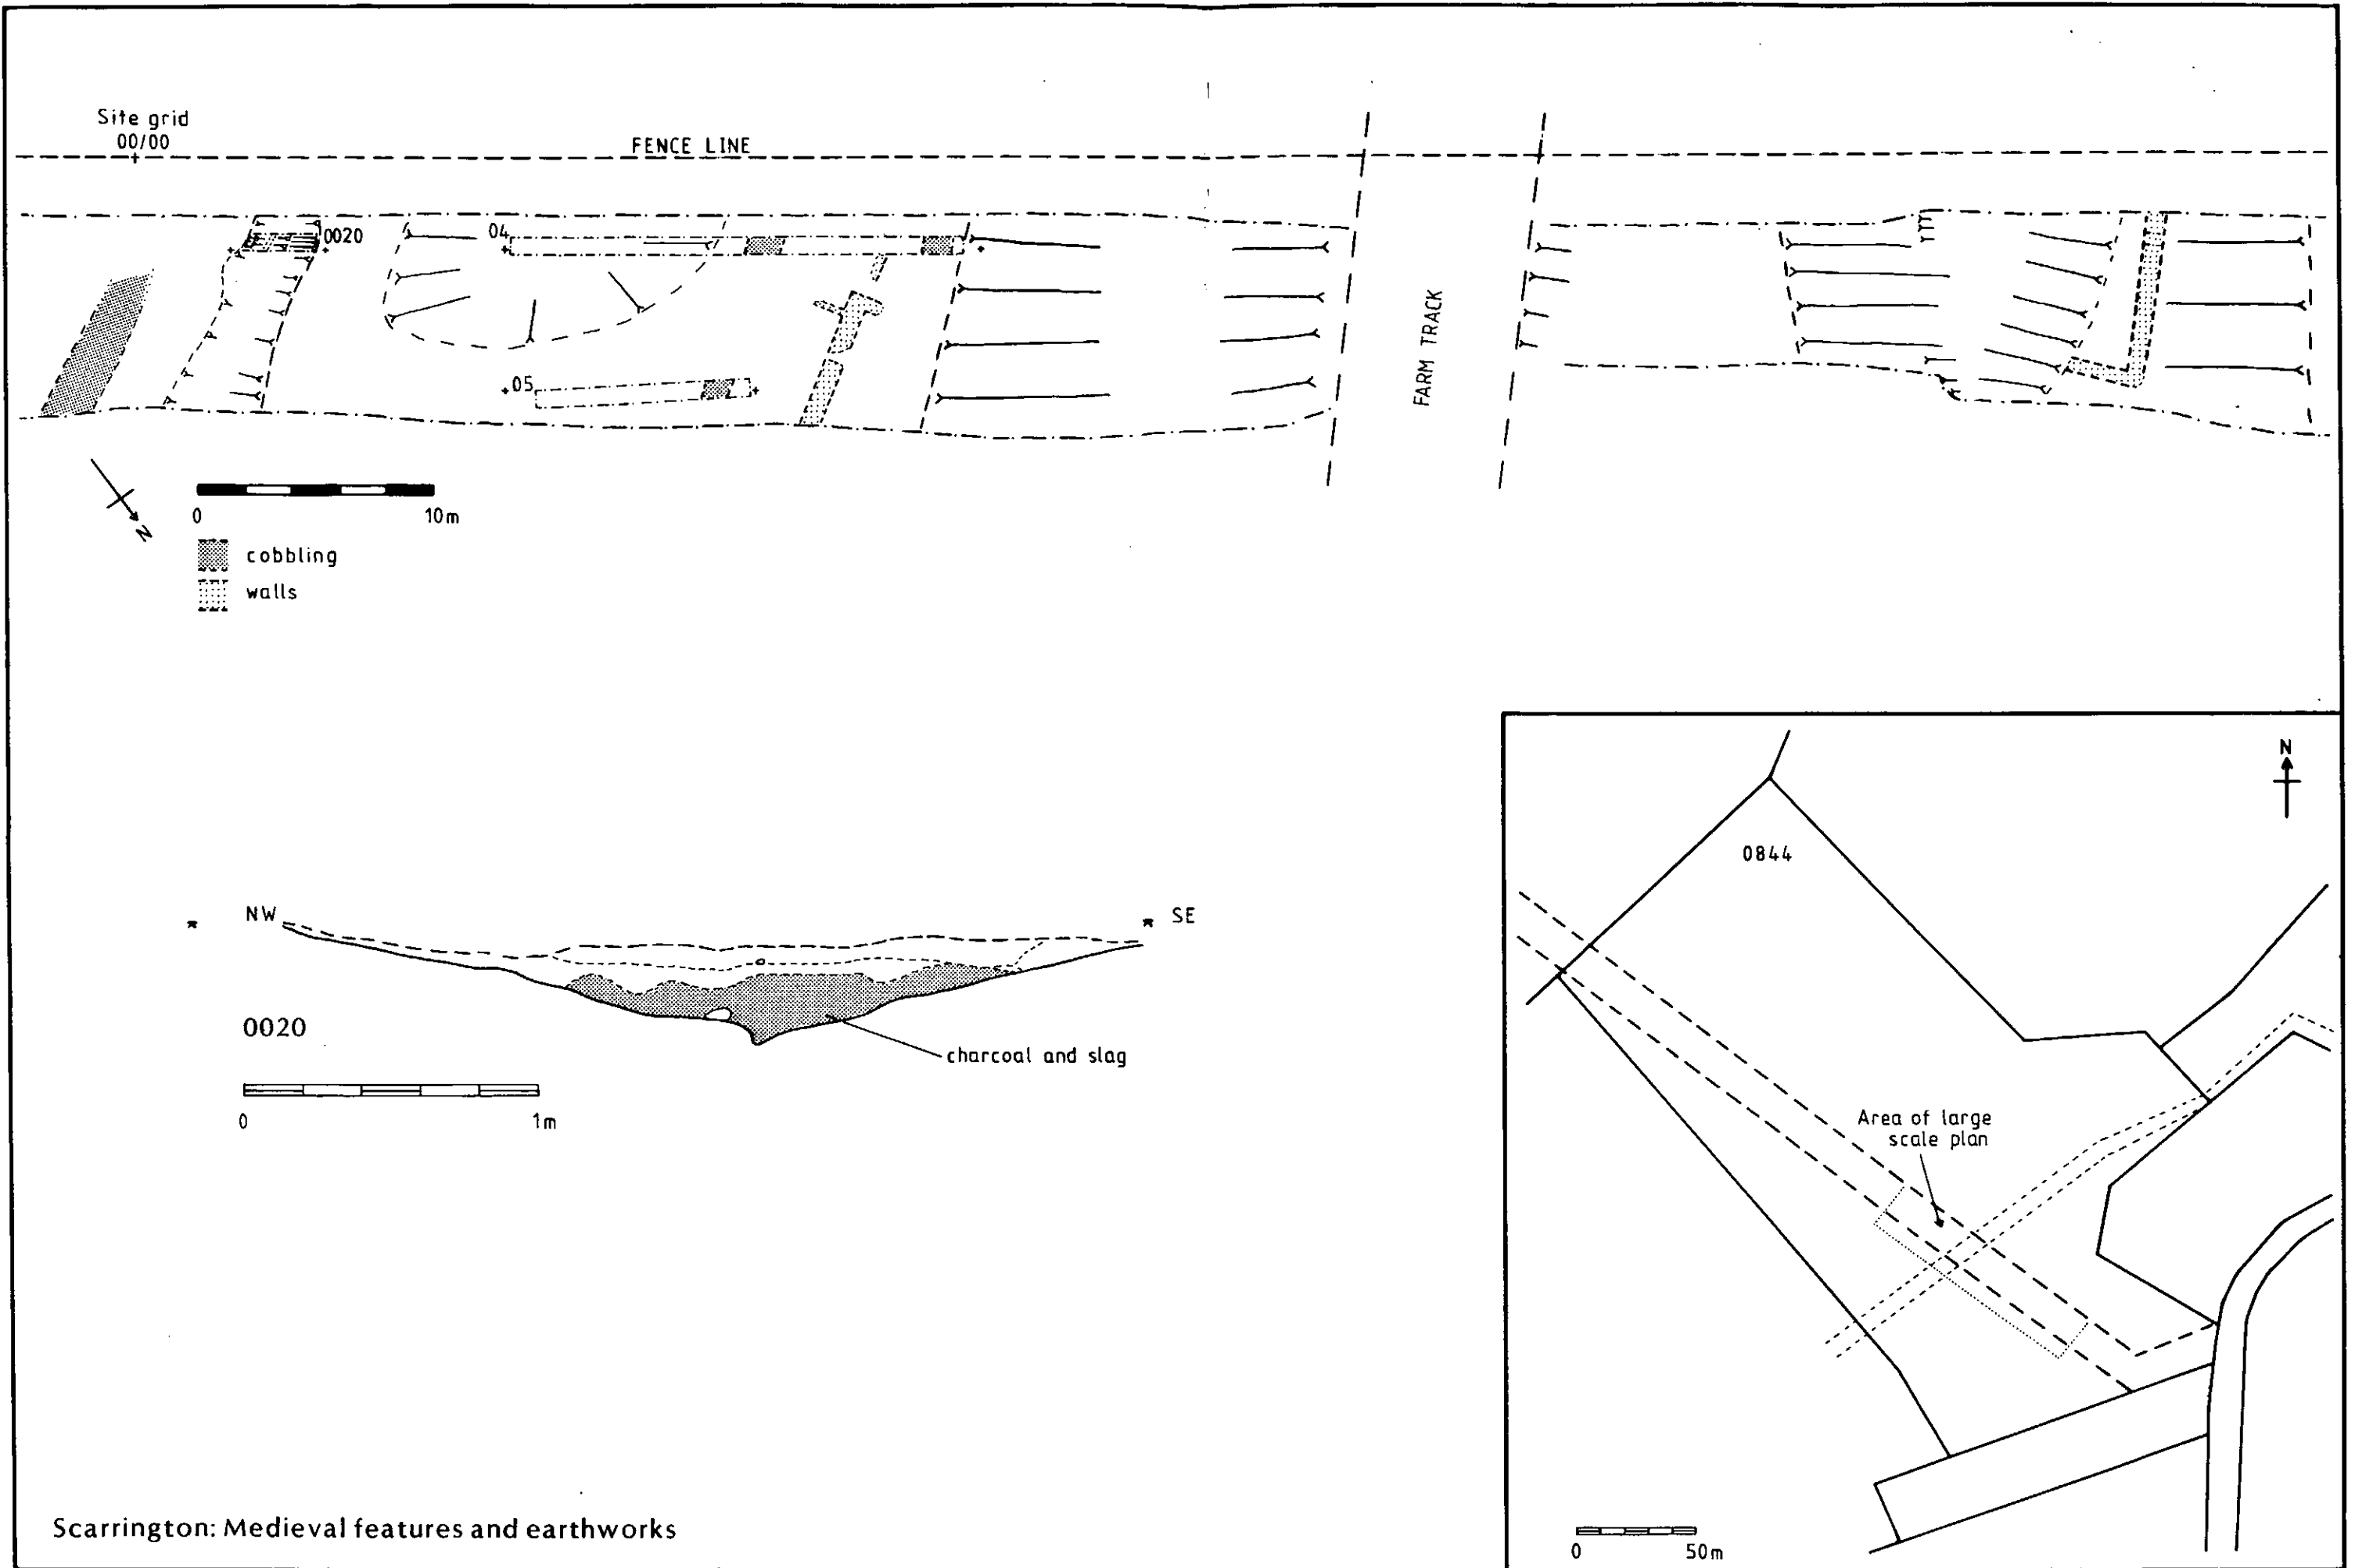 Site grid
00/00
FENCE LINE
0020
04
05
FARM TRACK
N
0 10m
cobbling
walls
NW
SE
0020
charcoal and slag
0 1m
N
0844
Area of large
scale plan
0 50m
Scarrington: Medieval features and earthworks